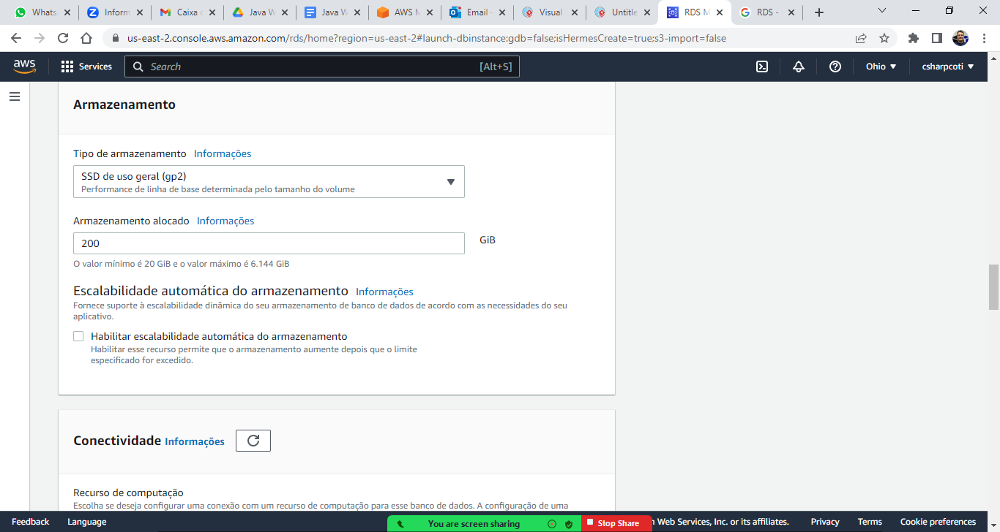 Whats
Inform
Caixa d
Java W
Java W
AWS M
Email -
Visual
Untitle
RDS M
RDS -
us-east-2.console.aws.amazon.com/rds/home?region=us-east-2#launch-dbinstance:gdb=false;isHermesCreate=true;s3-import=false
aws
Services
Search
[Alt+S]
Ohio
csharpcoti
Armazenamento
Tipo de armazenamento Informações
SSD de uso geral (gp2)
Performance de linha de base determinada pelo tamanho do volume
Armazenamento alocado Informações
200
GiB
O valor mínimo é 20 GiB e o valor máximo é 6.144 GiB
Escalabilidade automática do armazenamento Informações
Fornece suporte à escalabilidade dinâmica do seu armazenamento de banco de dados de acordo com as necessidades do seu
aplicativo.
Habilitar escalabilidade automática do armazenamento
Habilitar esse recurso permite que o armazenamento aumente depois que o limite
especificado for excedido.
Conectividade Informações
Recurso de computação
Escolha se deseja configurar uma conexão com um recurso de computação para esse banco de dados. A configuração de uma
Feedback
Language
You are screen sharing
Stop Share
Web Services, Inc. or its affiliates.
Privacy
Terms
Cookie preferences